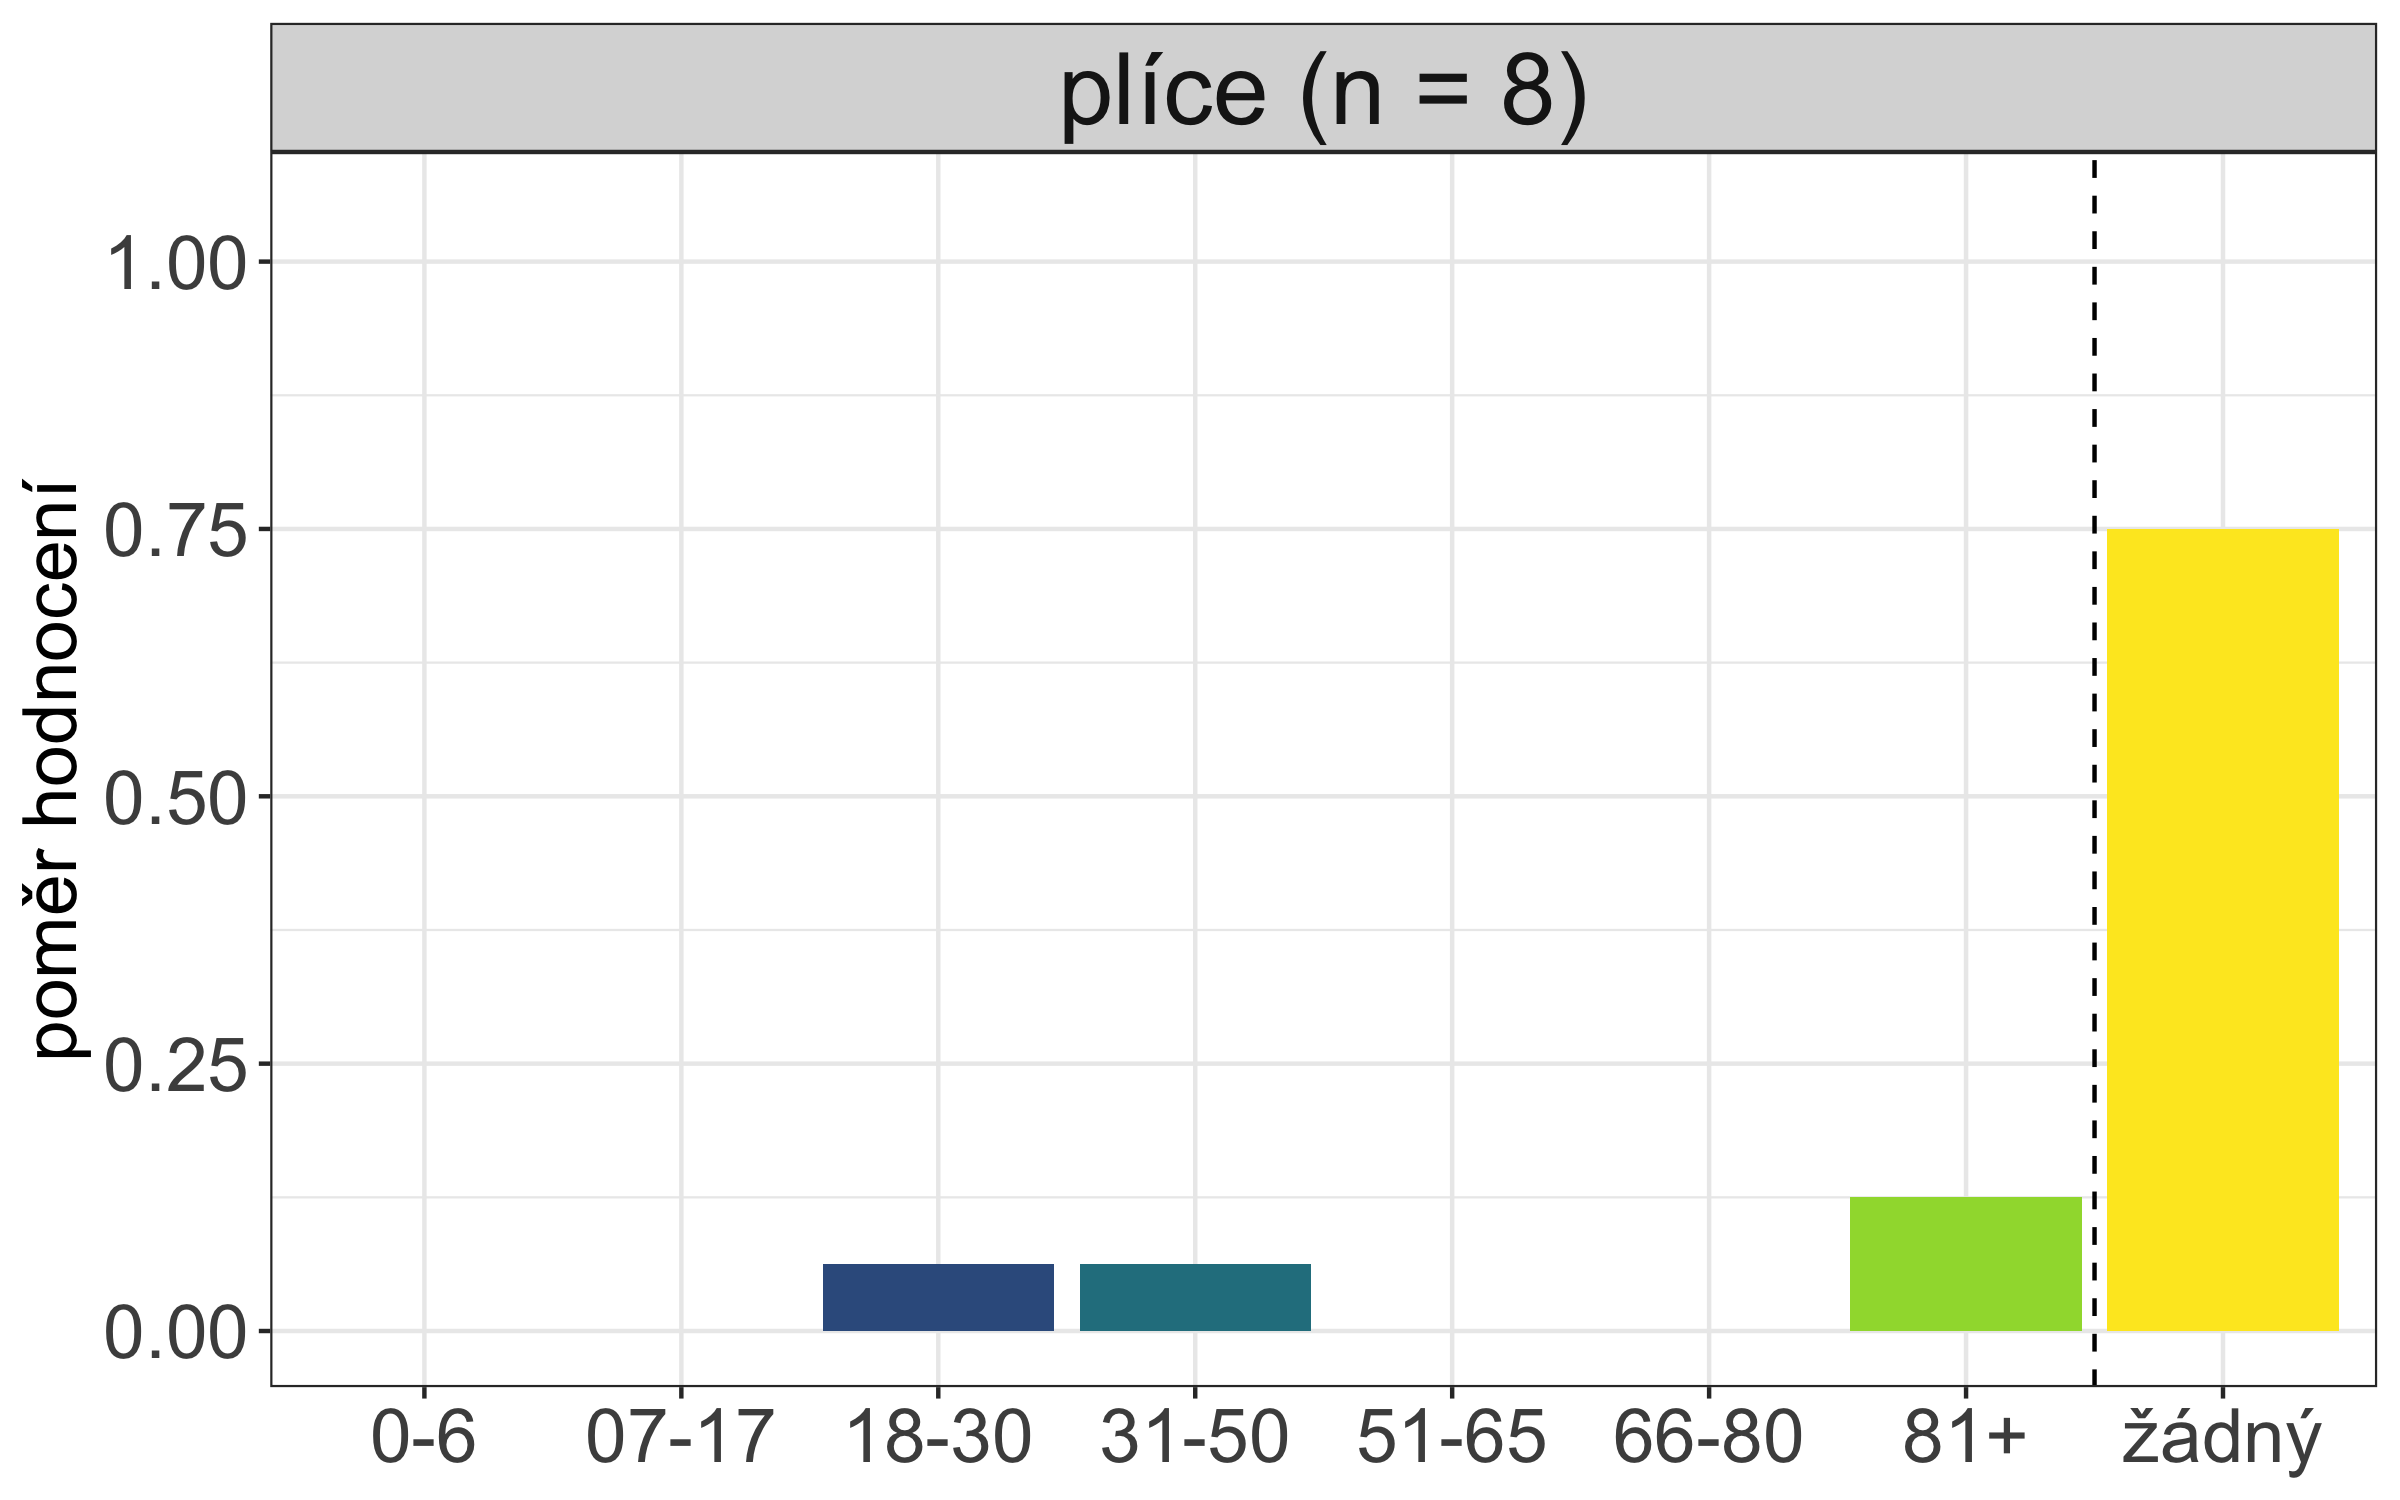 plíce (n = 8)
poměr hodnocení
1.00
0.75
0.50
0.25
0.00
0-6 07-17 18-30 31-50 51-65 66-80 81+ žádný